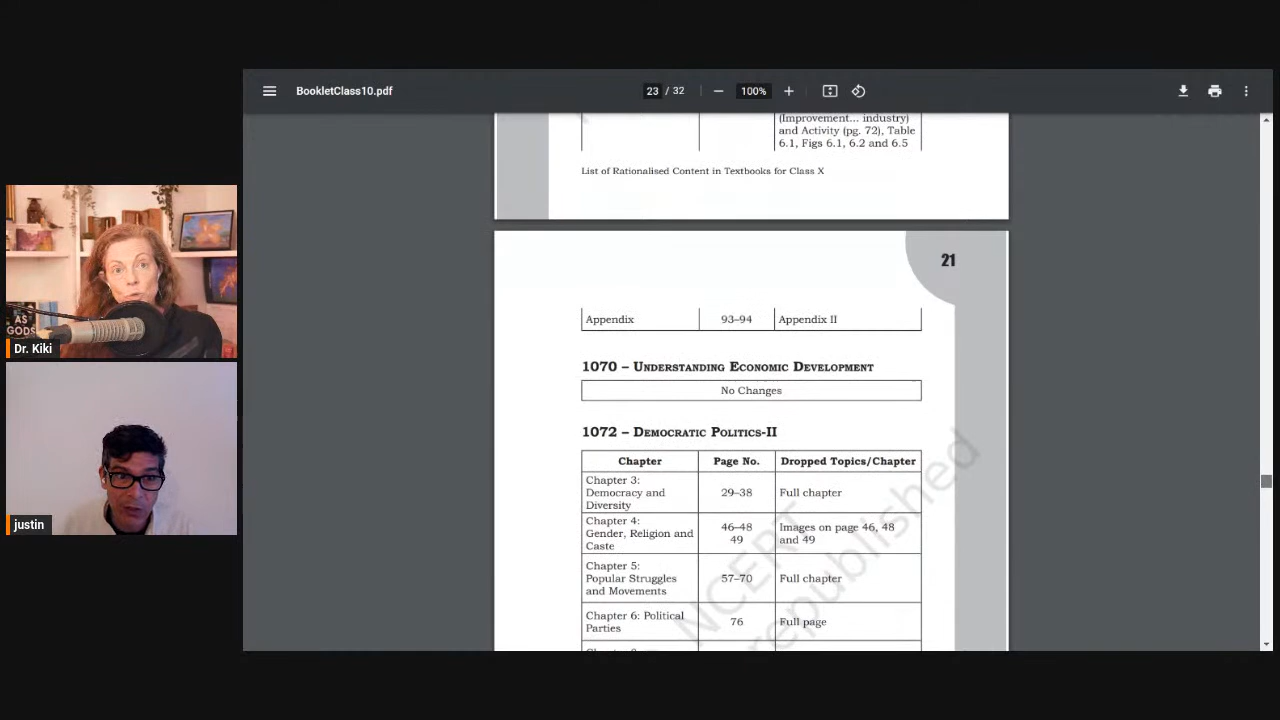 BookletClass10.pdf
23 / 32
100%
(Improvement... industry)
and Activity (pg. 72), Table
6.1, Figs 6.1, 6.2 and 6.5
List of Rationalised Content in Textbooks for Class X
21
Appendix 93–94 Appendix II
1070 – Understanding Economic Development
No Changes
1072 – Democratic Politics-II
Chapter Page No. Dropped Topics/Chapter
Chapter 3:
Democracy and 29–38 Full chapter
Diversity
Chapter 4:
Gender, Religion and 46–48 Images on page 46, 48
Caste 49 and 49
Chapter 5:
Popular Struggles 57–70 Full chapter
and Movements
Chapter 6: Political 76 Full page
Parties
NCERT
republished
AS
GODS
Dr. Kiki
justin